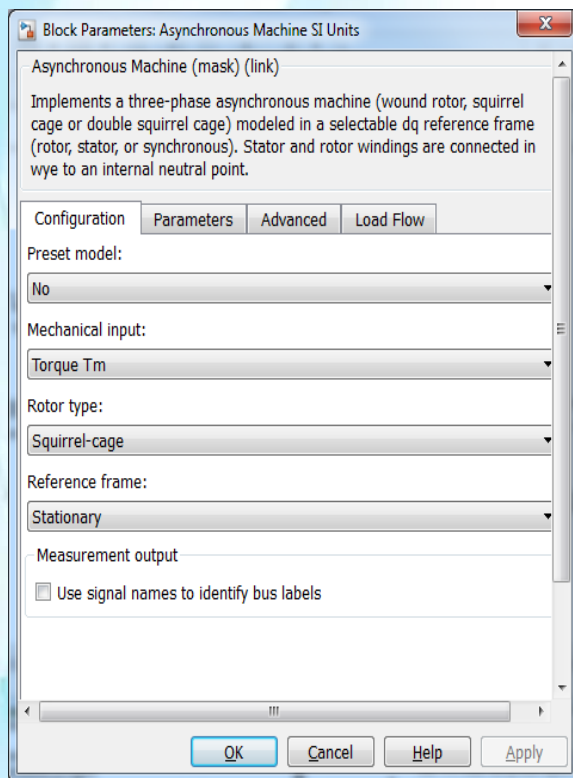 Block Parameters: Asynchronous Machine SI Units
Asynchronous Machine (mask) (link)
Implements a three-phase asynchronous machine (wound rotor, squirrel
cage or double squirrel cage) modeled in a selectable dq reference frame
(rotor, stator, or synchronous). Stator and rotor windings are connected in
wye to an internal neutral point.
Configuration Parameters Advanced Load Flow
Preset model:
No
Mechanical input:
Torque Tm
Rotor type:
Squirrel-cage
Reference frame:
Stationary
Measurement output
Use signal names to identify bus labels
OK Cancel Help Apply